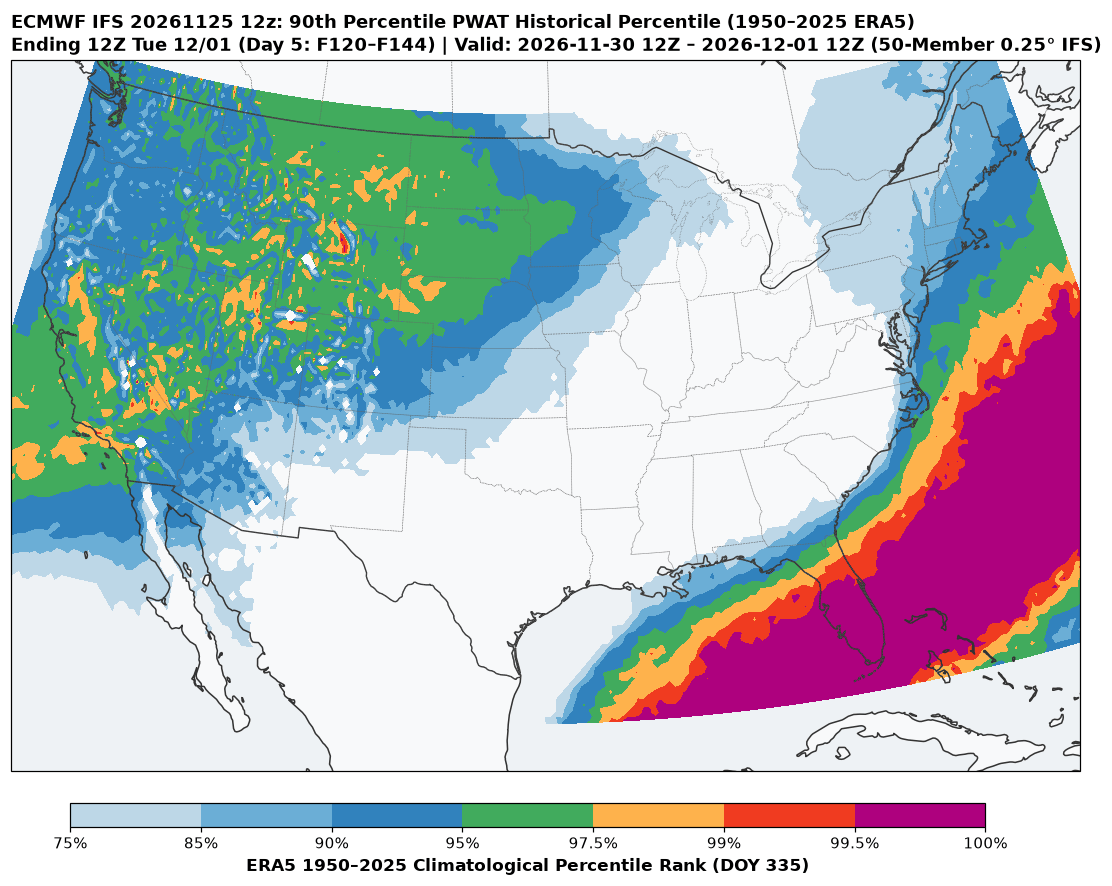 ECMWF IFS 20261125 12z: 90th Percentile PWAT Historical Percentile (1950–2025 ERA5)
Ending 12Z Tue 12/01 (Day 5: F120–F144) | Valid: 2026-11-30 12Z – 2026-12-01 12Z (50-Member 0.25° IFS)
75% 85% 90% 95% 97.5% 99% 99.5% 100%
ERA5 1950–2025 Climatological Percentile Rank (DOY 335)